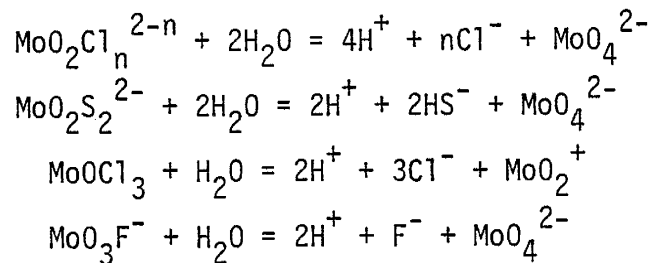 MoO₂Clₙ²⁻ⁿ + 2H₂O = 4H⁺ + nCl⁻ + MoO₄²⁻
MoO₂S₂²⁻ + 2H₂O = 2H⁺ + 2HS⁻ + MoO₄²⁻
MoOCl₃ + H₂O = 2H⁺ + 3Cl⁻ + MoO₂⁺
MoO₃F⁻ + H₂O = 2H⁺ + F⁻ + MoO₄²⁻